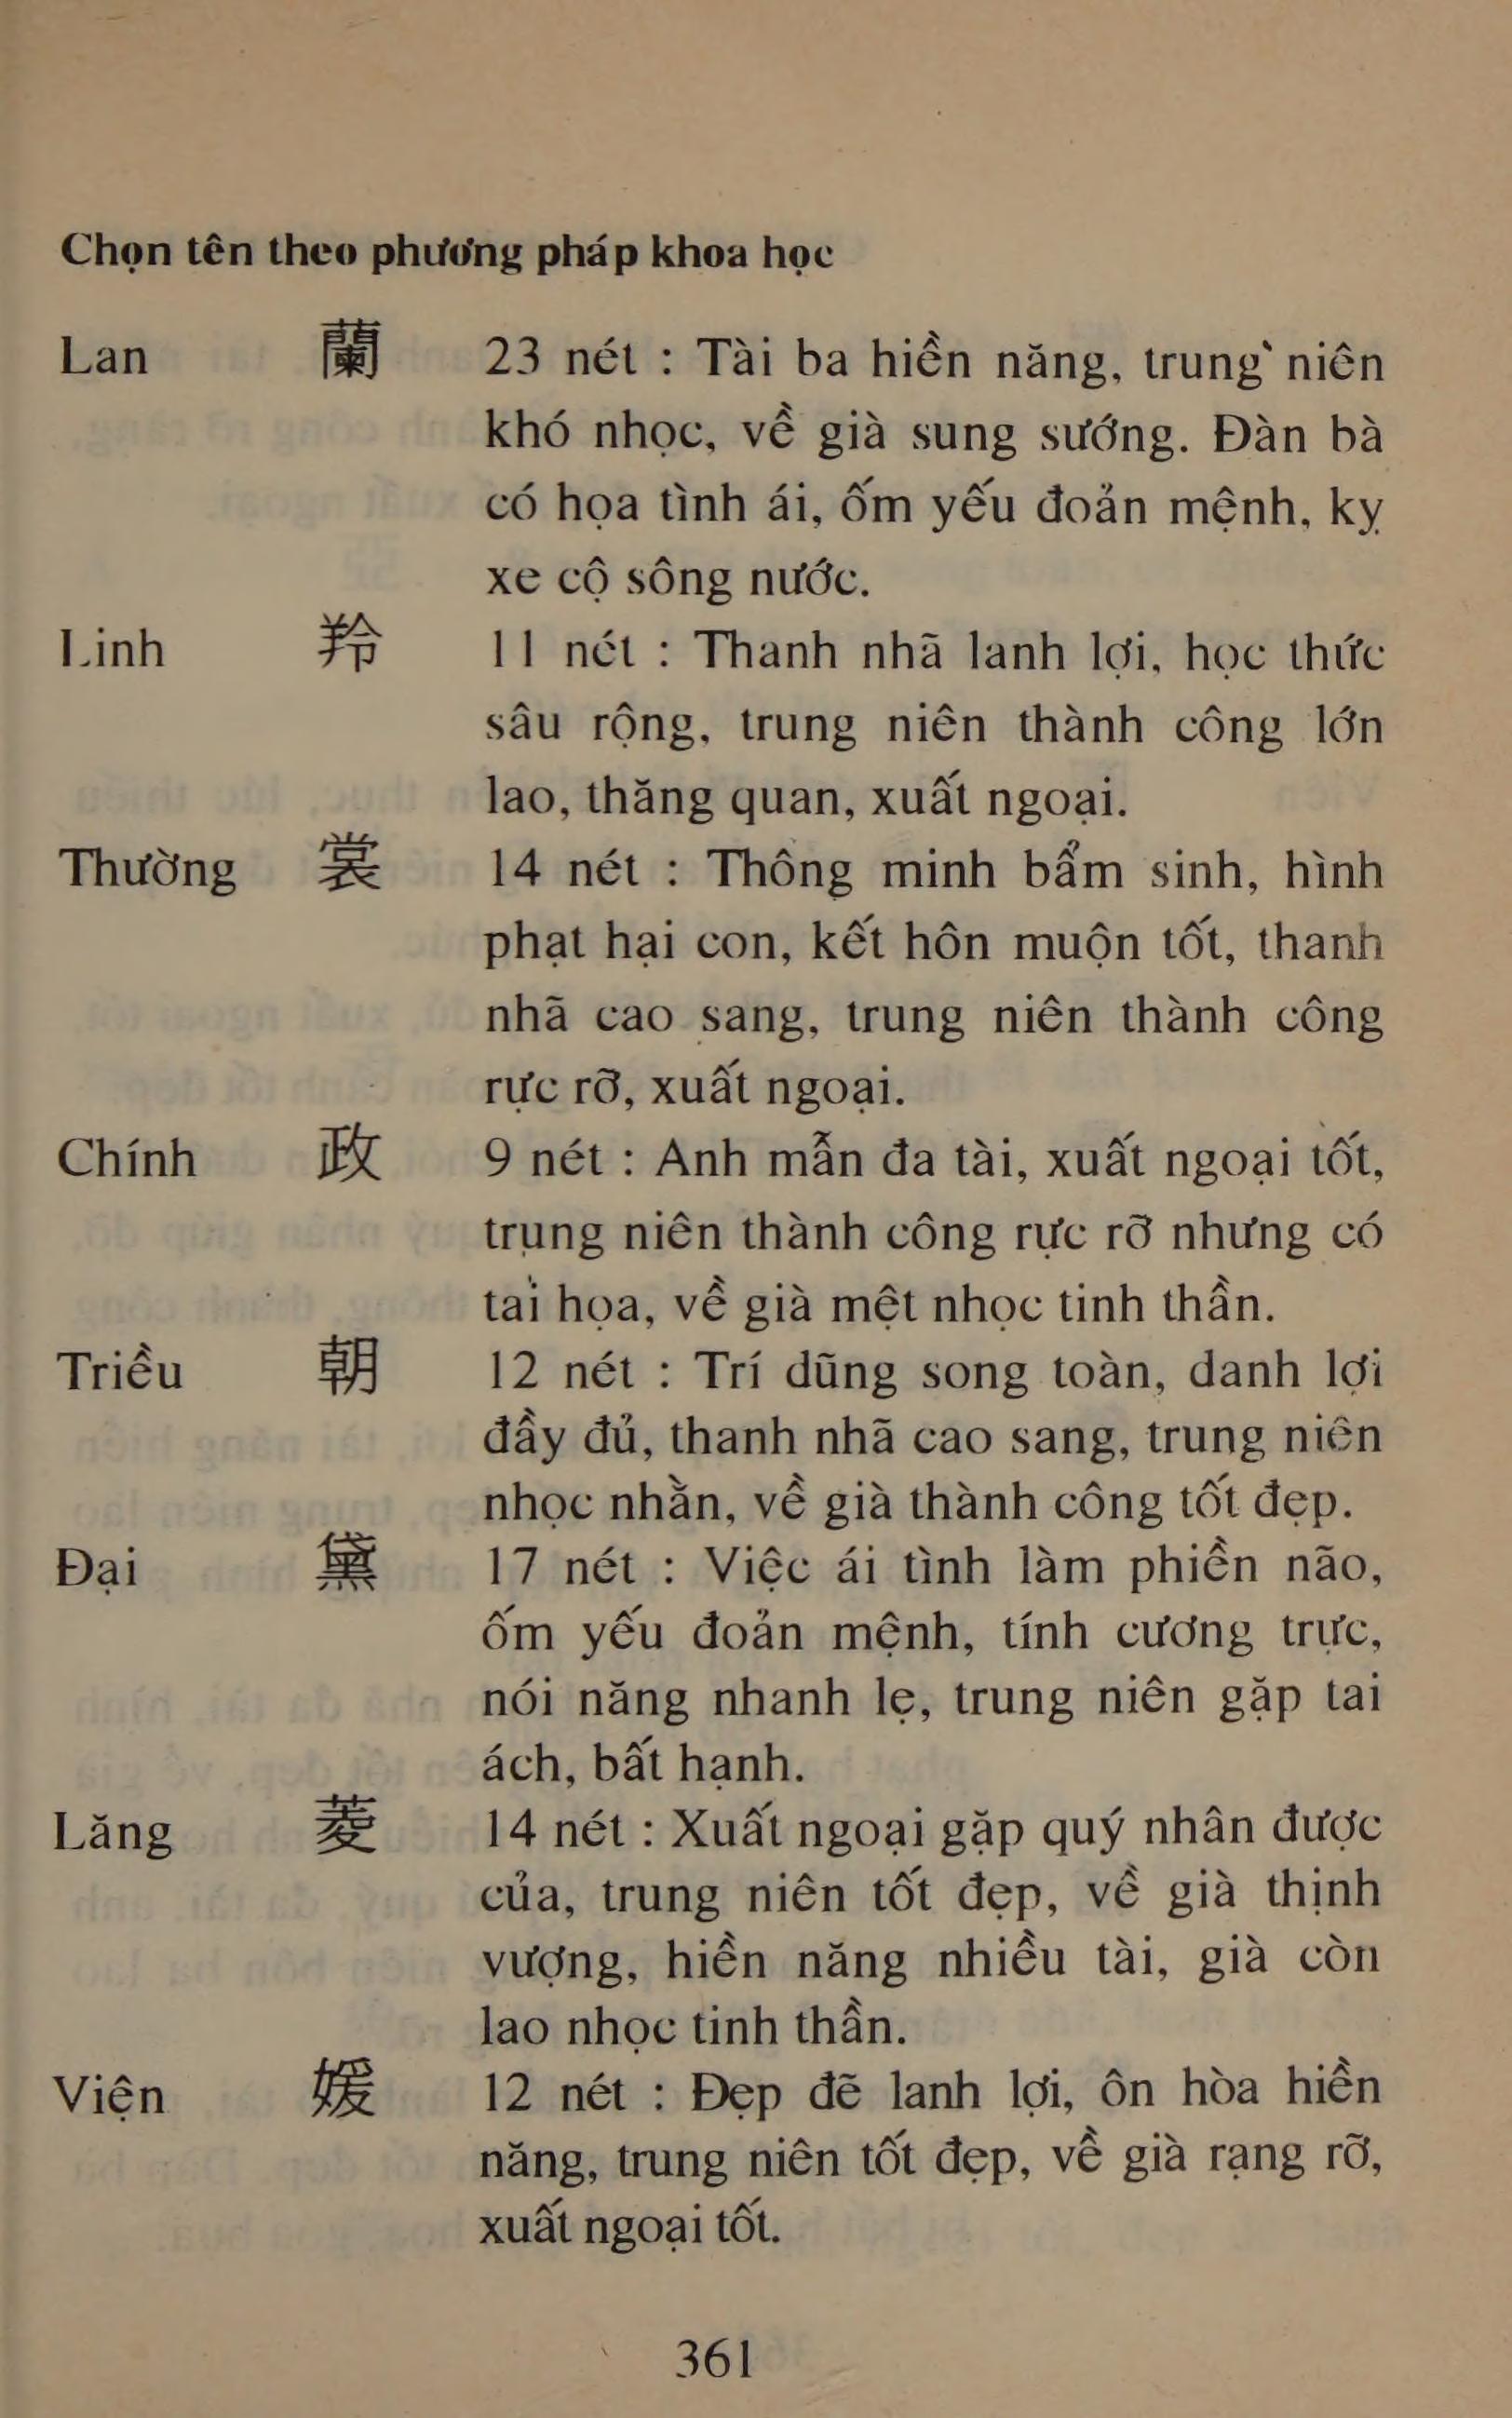 Chọn tên theo phương pháp khoa học
Lan 蘭 23 nét : Tài ba hiền năng, trung niên
khó nhọc, về già sung sướng. Đàn bà
có họa tình ái, ốm yếu đoản mệnh, kỵ
xe cộ sông nước.
Linh 羚 11 nét : Thanh nhã lanh lợi, học thức
sâu rộng, trung niên thành công lớn
lao, thăng quan, xuất ngoại.
Thường 裳 14 nét : Thông minh bẩm sinh, hình
phạt hại con, kết hôn muộn tốt, thanh
nhã cao sang, trung niên thành công
rực rỡ, xuất ngoại.
Chính 政 9 nét : Anh mẫn đa tài, xuất ngoại tốt,
trung niên thành công rực rỡ nhưng có
tai họa, về già mệt nhọc tinh thần.
Triều 朝 12 nét : Trí dũng song toàn, danh lợi
đầy đủ, thanh nhã cao sang, trung niên
nhọc nhằn, về già thành công tốt đẹp.
Đại 黛 17 nét : Việc ái tình làm phiền não,
ốm yếu đoản mệnh, tính cương trực,
nói năng nhanh lẹ, trung niên gặp tai
ách, bất hạnh.
Lăng 菱 14 nét : Xuất ngoại gặp quý nhân được
của, trung niên tốt đẹp, về già thịnh
vượng, hiền năng nhiều tài, già còn
lao nhọc tinh thần.
Viện 媛 12 nét : Đẹp đẽ lanh lợi, ôn hòa hiền
năng, trung niên tốt đẹp, về già rạng rỡ,
xuất ngoại tốt.
361